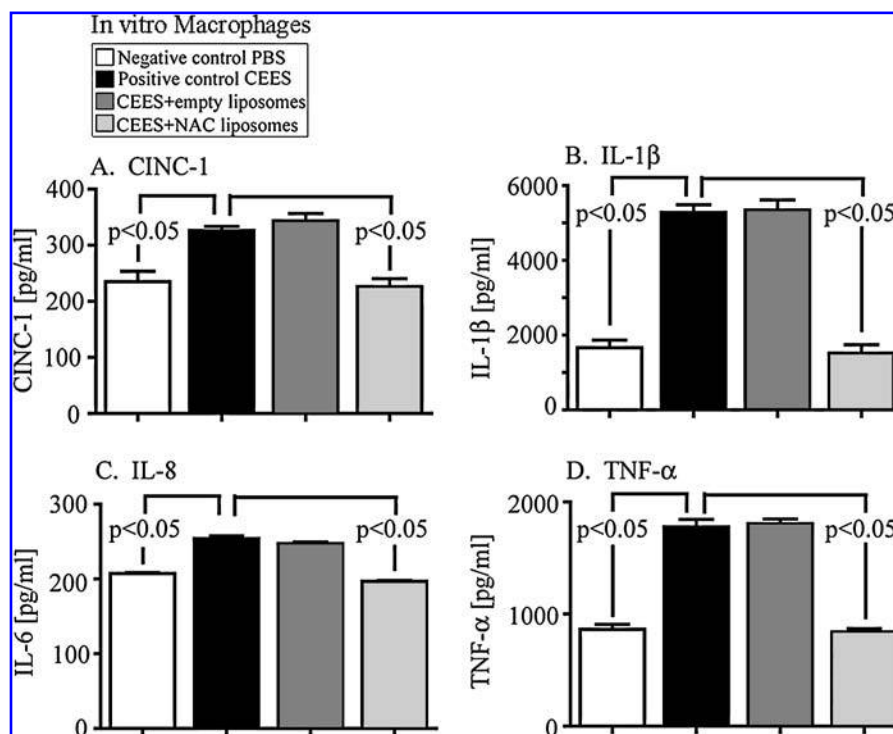 In vitro Macrophages
Negative control PBS
Positive control CEES
CEES+empty liposomes
CEES+NAC liposomes
A. CINC-1
CINC-1 [pg/ml]
400
300
200
100
0
p<0.05
p<0.05
B. IL-1β
IL-1β [pg/ml]
6000
4000
2000
0
p<0.05
p<0.05
C. IL-8
IL-6 [pg/ml]
300
200
100
0
p<0.05
p<0.05
D. TNF-α
TNF-α [pg/ml]
2000
1000
0
p<0.05
p<0.05